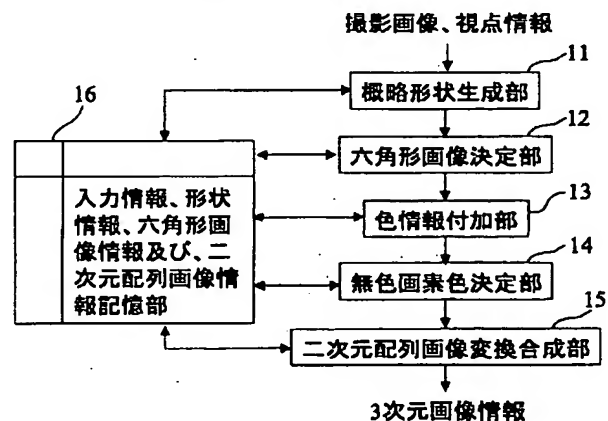 撮影画像、視点情報
11
概略形状生成部
16
12
六角形画像決定部
入力情報、形状
情報、六角形画
像情報及び、二
次元配列画像情
報記憶部
13
色情報付加部
14
無色画素色決定部
15
二次元配列画像変換合成部
3次元画像情報